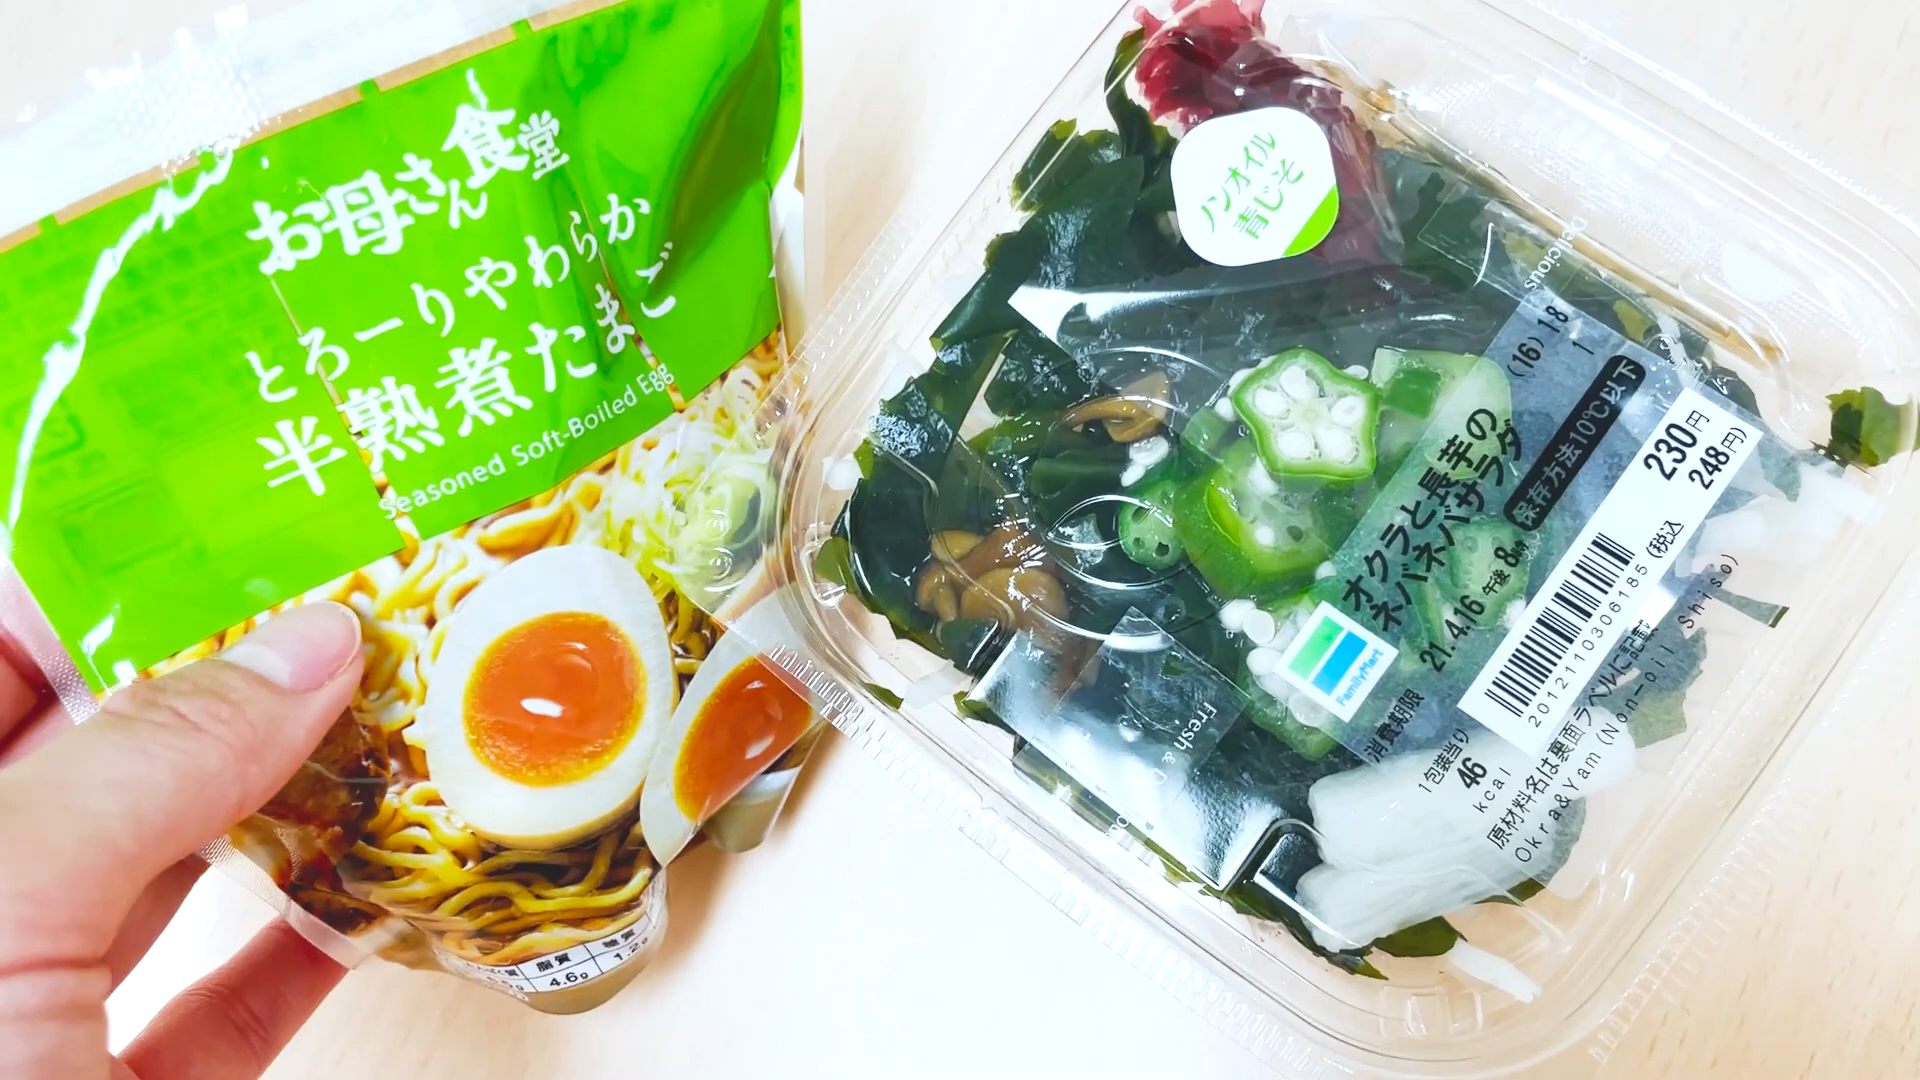 お母さん食堂
とろーりやわらか
半熟煮たまご
Seasoned Soft-Boiled Egg
脂質
糖質
4.6g
ノンオイル
青じそ
Delicious
(16) 18
1
オクラと長芋の
ネバネバサラダ
保存方法10℃以下
230円
248円)
(税込
2012110306185
FamilyMart
消費期限 21.4.16 午後 8時
1包装当り
46
kcal
原材料名は裏面ラベルに記載
Okra&Yam (Non-oil Shiso)
Fresh & D